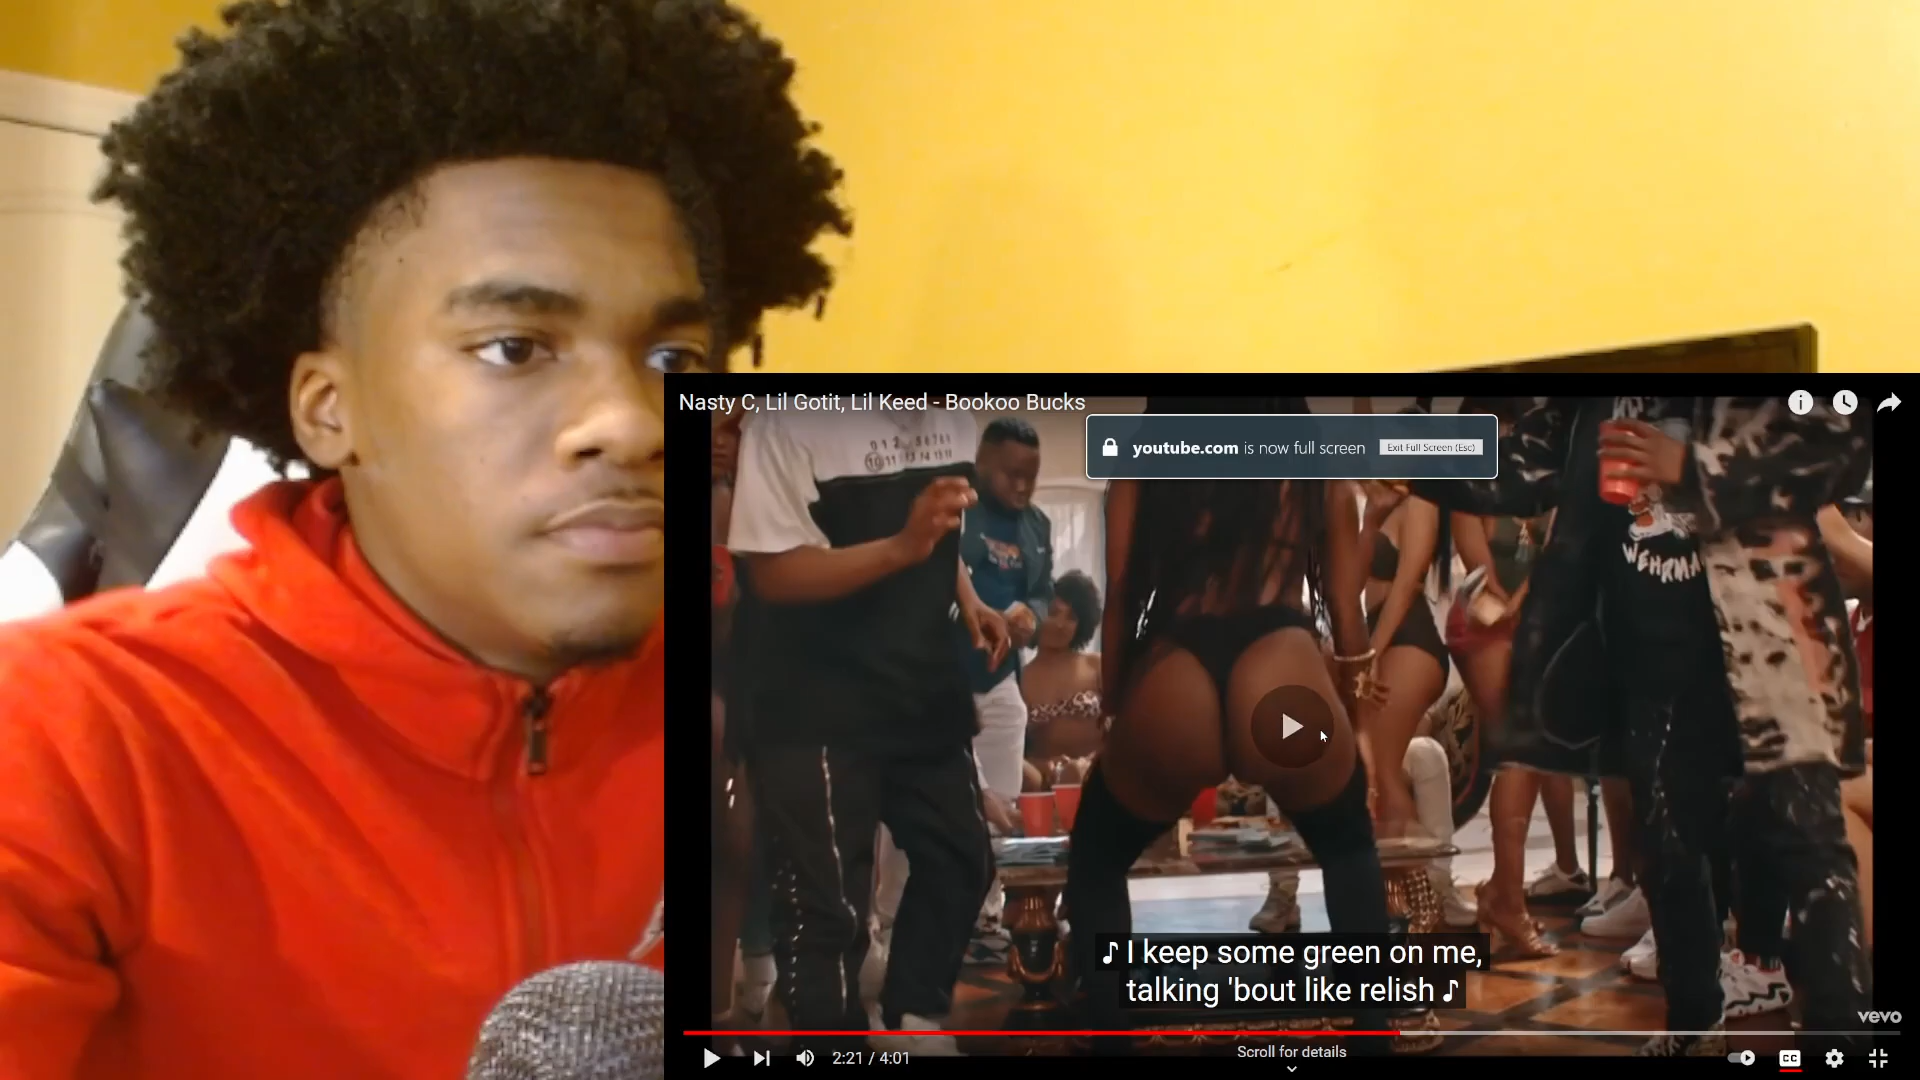 Nasty C, Lil Gotit, Lil Keed - Bookoo Bucks
youtube.com is now full screen
Exit Full Screen (Esc)
♪ I keep some green on me,
talking 'bout like relish ♪
vevo
2:21 / 4:01
Scroll for details
CC